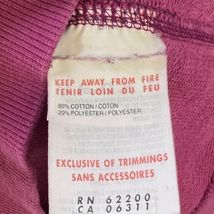 KEEP AWAY FROM FIRE
TENIR LOIN DU FEU
80% COTTON / COTON
20% POLYESTER / POLYESTER
EXCLUSIVE OF TRIMMINGS
SANS ACCESSOIRES
RN 62200
CA 06311